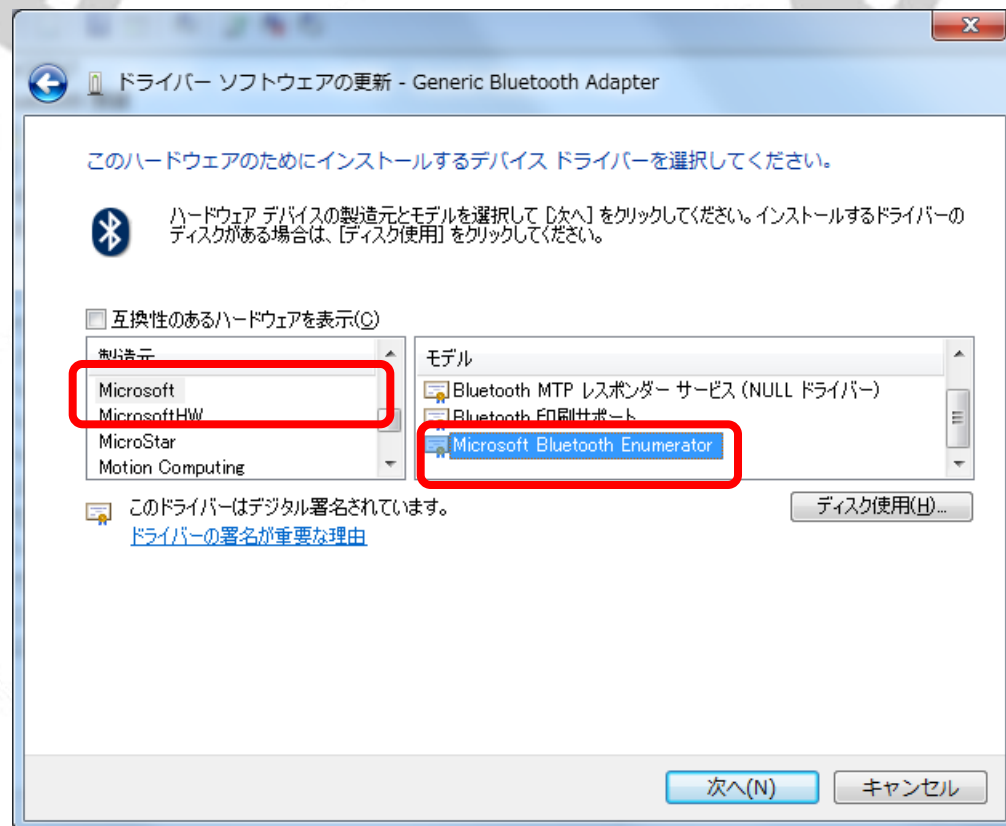 ドライバー ソフトウェアの更新 - Generic Bluetooth Adapter
このハードウェアのためにインストールするデバイス ドライバーを選択してください。
ハードウェア デバイスの製造元とモデルを選択して [次へ] をクリックしてください。インストールするドライバーの
ディスクがある場合は、[ディスク使用] をクリックしてください。
互換性のあるハードウェアを表示(C)
製造元
Microsoft
MicrosoftHW
MicroStar
Motion Computing
モデル
Bluetooth MTP レスポンダー サービス (NULL ドライバー)
Bluetooth 印刷サポート
Microsoft Bluetooth Enumerator
このドライバーはデジタル署名されています。
ドライバーの署名が重要な理由
ディスク使用(H)...
次へ(N)
キャンセル